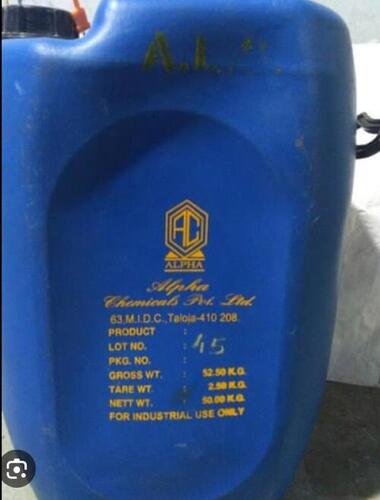 A.I.
AC
ALPHA
Alpha
Chemicals Pvt. Ltd.
63, M.I.D.C., Taloja-410 208.
PRODUCT :
LOT NO. : 45
PKG. NO. :
GROSS WT. : 52.50 K.G.
TARE WT. : 2.50 K.G.
NETT WT. : 50.00 K.G.
FOR INDUSTRIAL USE ONLY